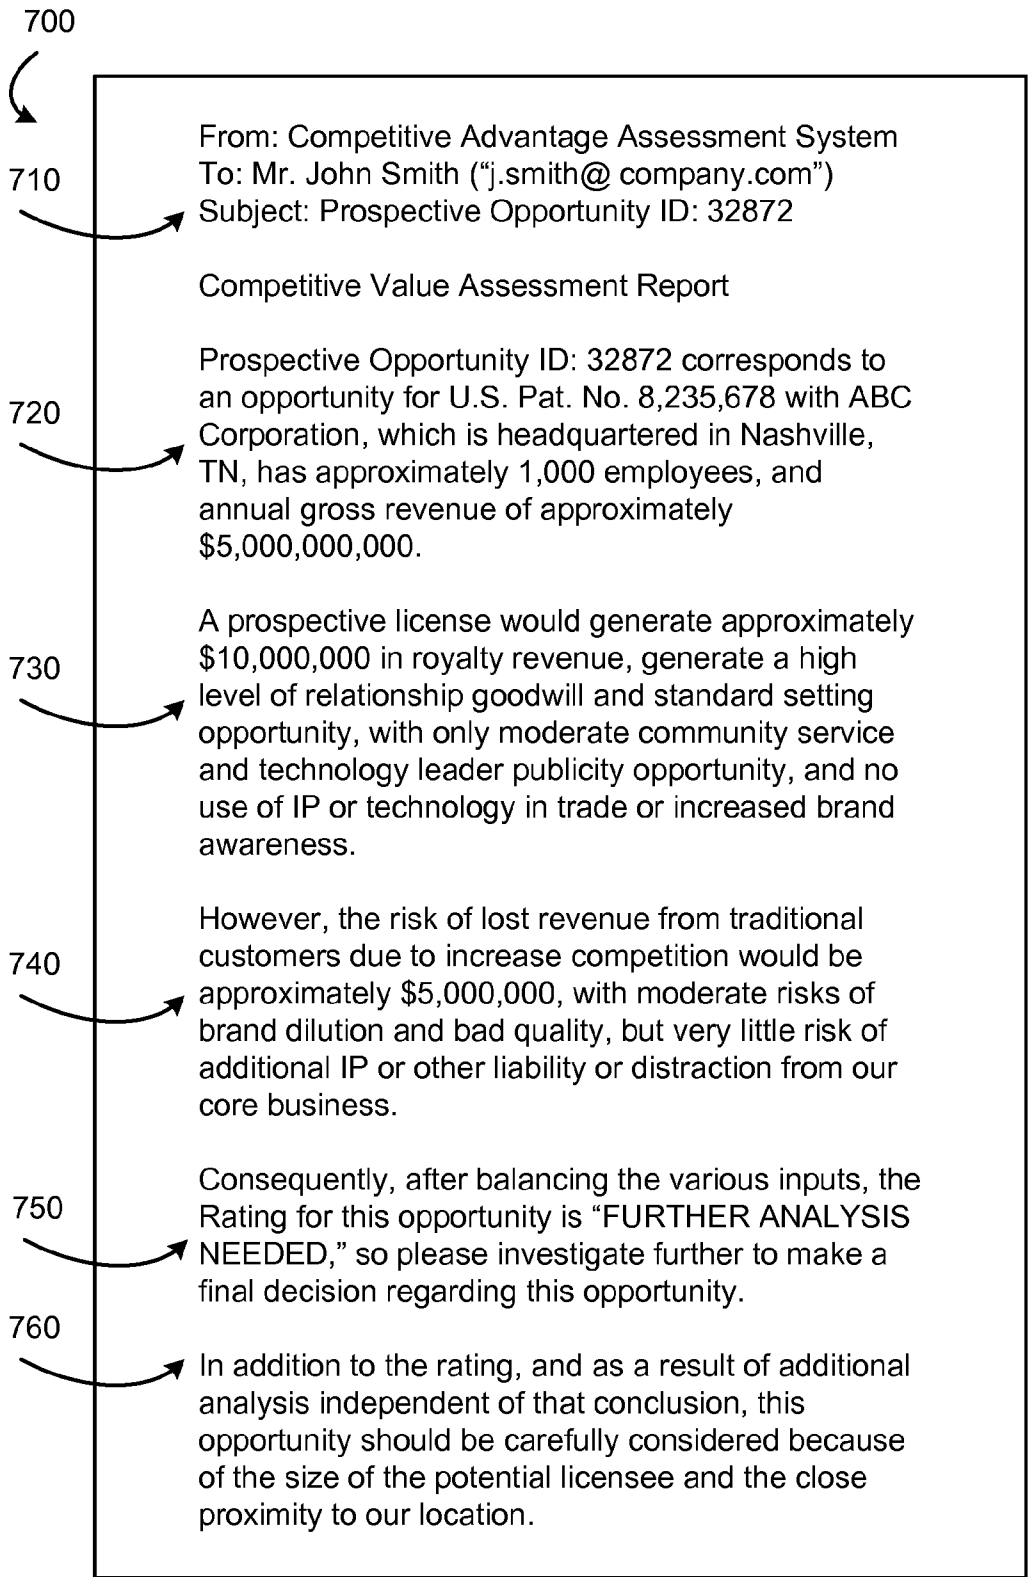 700
From: Competitive Advantage Assessment System
710
To: Mr. John Smith (“j.smith@ company.com”)
Subject: Prospective Opportunity ID: 32872
Competitive Value Assessment Report
Prospective Opportunity ID: 32872 corresponds to
720
an opportunity for U.S. Pat. No. 8,235,678 with ABC
Corporation, which is headquartered in Nashville,
TN, has approximately 1,000 employees, and
annual gross revenue of approximately
$5,000,000,000.
A prospective license would generate approximately
730
$10,000,000 in royalty revenue, generate a high
level of relationship goodwill and standard setting
opportunity, with only moderate community service
and technology leader publicity opportunity, and no
use of IP or technology in trade or increased brand
awareness.
However, the risk of lost revenue from traditional
740
customers due to increase competition would be
approximately $5,000,000, with moderate risks of
brand dilution and bad quality, but very little risk of
additional IP or other liability or distraction from our
core business.
Consequently, after balancing the various inputs, the
750
Rating for this opportunity is “FURTHER ANALYSIS
NEEDED,” so please investigate further to make a
final decision regarding this opportunity.
760
In addition to the rating, and as a result of additional
analysis independent of that conclusion, this
opportunity should be carefully considered because
of the size of the potential licensee and the close
proximity to our location.